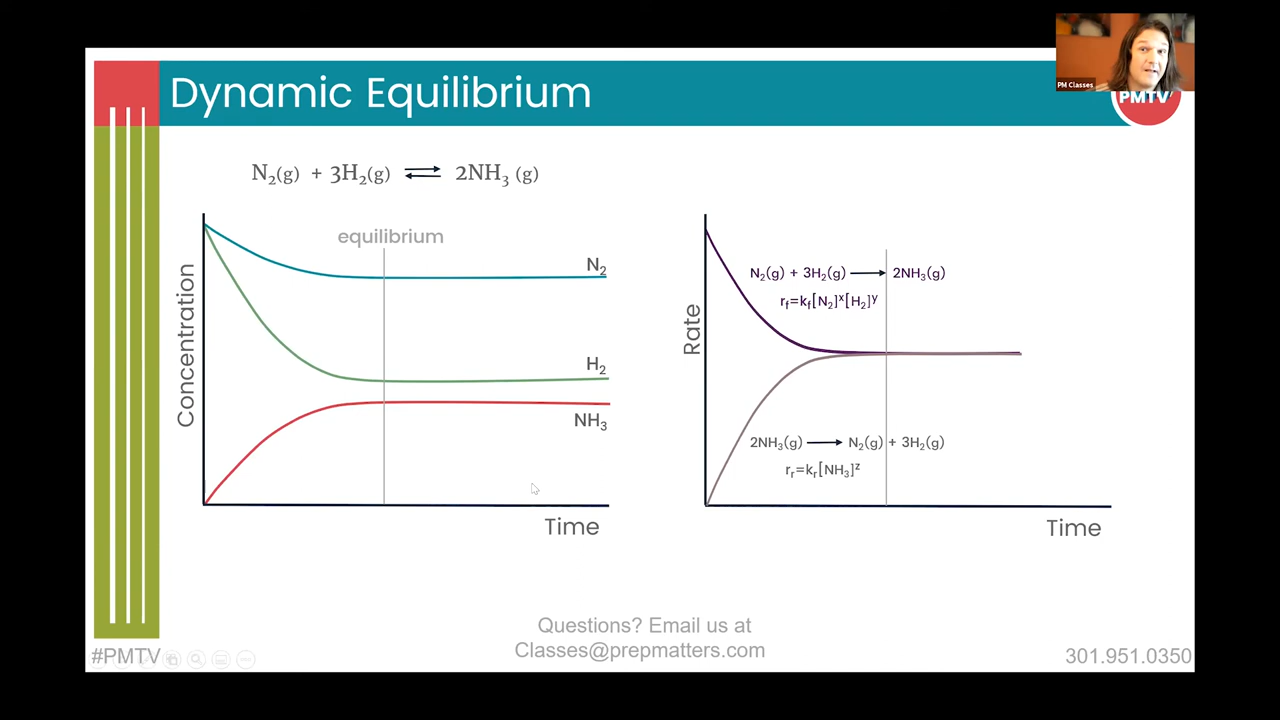 PM Classes
Dynamic Equilibrium
PMTV
N₂(g) + 3H₂(g) ⇌ 2NH₃ (g)
equilibrium
Concentration
N₂
H₂
NH₃
Time
Rate
N₂(g) + 3H₂(g) ⟶ 2NH₃(g)
r_f=k_f[N₂]ˣ[H₂]ʸ
2NH₃(g) ⟶ N₂(g) + 3H₂(g)
rᵣ=kᵣ[NH₃]ᶻ
Time
Questions? Email us at
Classes@prepmatters.com
#PMTV
301.951.0350